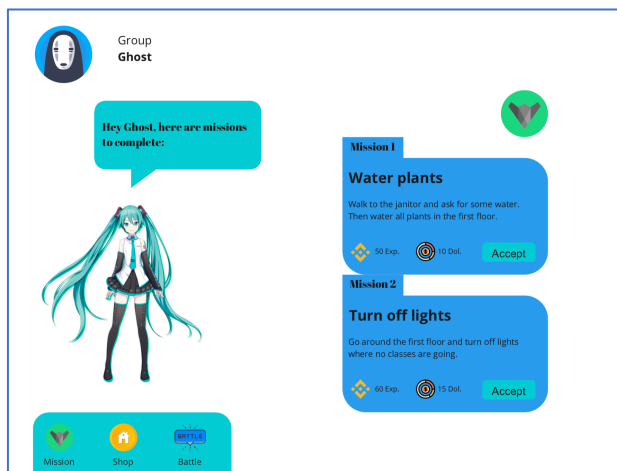 Group
Ghost
Hey Ghost, here are missions
to complete:
Mission 1
Water plants
Walk to the janitor and ask for some water.
Then water all plants in the first floor.
50 Exp.
10 Dol.
Accept
Mission 2
Turn off lights
Go around the first floor and turn off lights
where no classes are going.
60 Exp.
15 Dol.
Accept
BATTLE
Mission
Shop
Battle